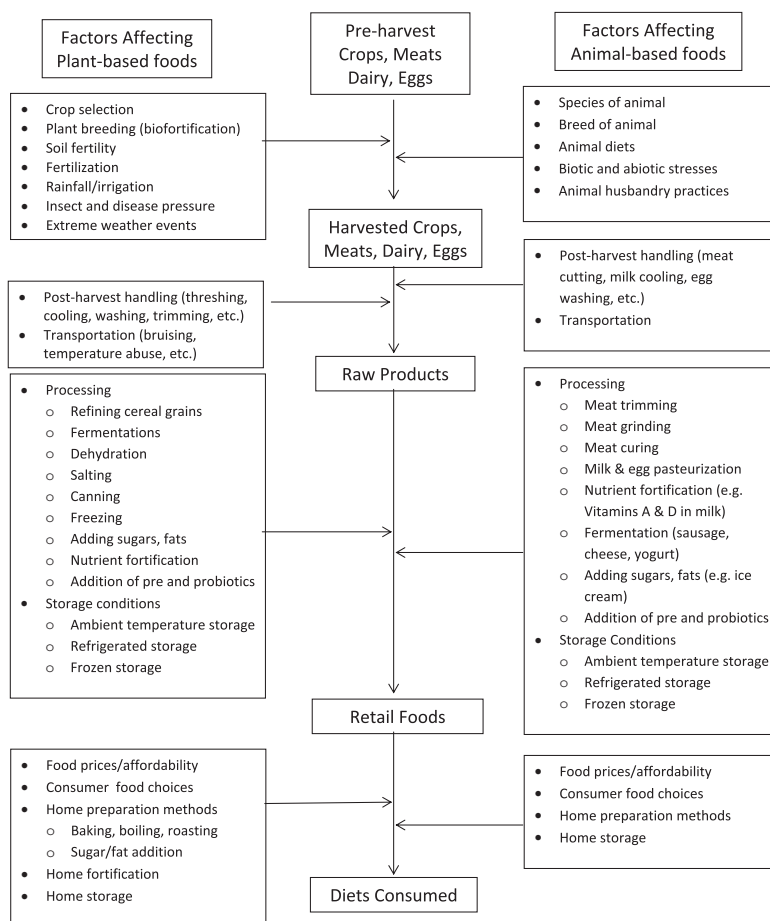 Factors Affecting
Plant-based foods
Pre-harvest
Crops, Meats
Dairy, Eggs
Factors Affecting
Animal-based foods
• Crop selection
• Plant breeding (biofortification)
• Soil fertility
• Fertilization
• Rainfall/irrigation
• Insect and disease pressure
• Extreme weather events
• Species of animal
• Breed of animal
• Animal diets
• Biotic and abiotic stresses
• Animal husbandry practices
Harvested Crops,
Meats, Dairy, Eggs
• Post-harvest handling (threshing,
cooling, washing, trimming, etc.)
• Transportation (bruising,
temperature abuse, etc.)
• Post-harvest handling (meat
cutting, milk cooling, egg
washing, etc.)
• Transportation
Raw Products
• Processing
o Refining cereal grains
o Fermentations
o Dehydration
o Salting
o Canning
o Freezing
o Adding sugars, fats
o Nutrient fortification
o Addition of pre and probiotics
• Storage conditions
o Ambient temperature storage
o Refrigerated storage
o Frozen storage
• Processing
o Meat trimming
o Meat grinding
o Meat curing
o Milk & egg pasteurization
o Nutrient fortification (e.g.
Vitamins A & D in milk)
o Fermentation (sausage,
cheese, yogurt)
o Adding sugars, fats (e.g. ice
cream)
o Addition of pre and probiotics
• Storage Conditions
o Ambient temperature storage
o Refrigerated storage
o Frozen storage
Retail Foods
• Food prices/affordability
• Consumer food choices
• Home preparation methods
o Baking, boiling, roasting
o Sugar/fat addition
• Home fortification
• Home storage
• Food prices/affordability
• Consumer food choices
• Home preparation methods
• Home storage
Diets Consumed